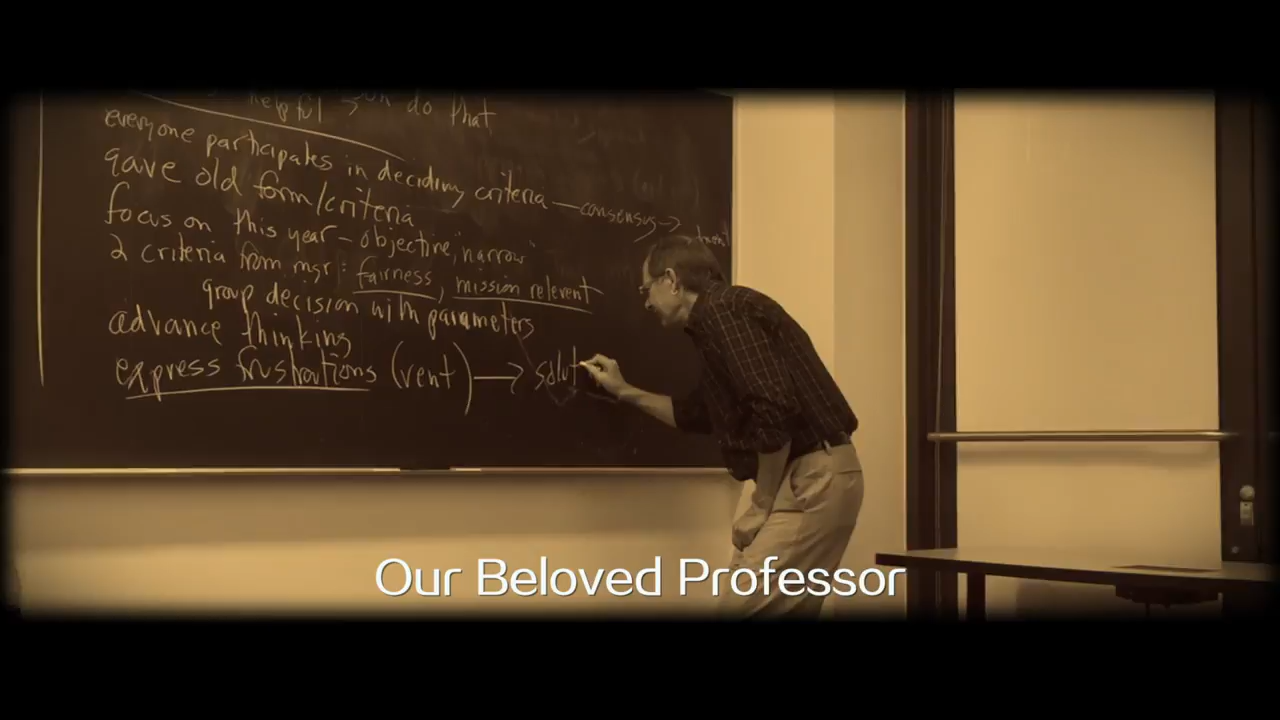 helpful → on do that
everyone participates in deciding criteria — consensus →
gave old form/criteria
focus on this year – objective, "narrow"
2 criteria from mgr: fairness, mission relevent
group decision with parameters
advance thinking
express frustrations (vent) → solut
Our Beloved Professor